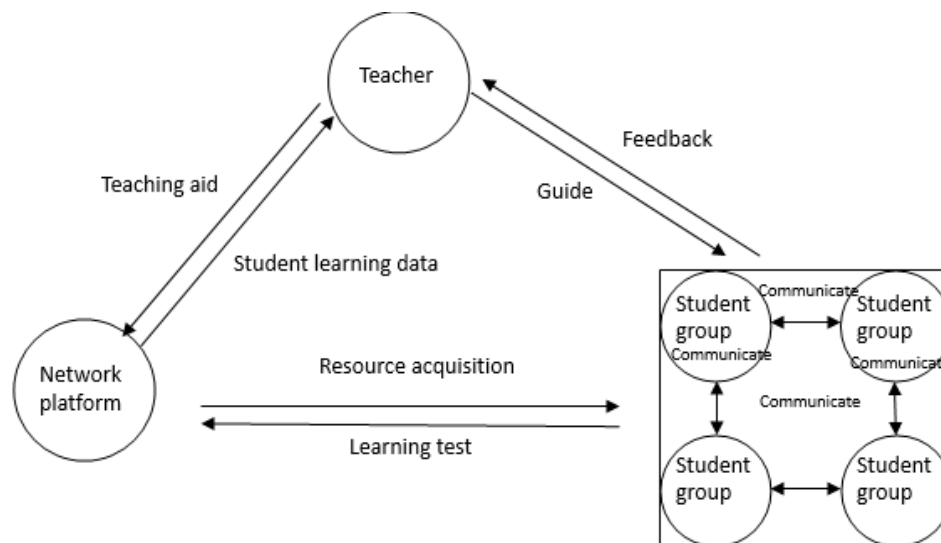 Teacher
Feedback
Teaching aid
Guide
Student learning data
Communicate
Student
group
Student
group
Communicate
Communicat
Network
platform
Resource acquisition
Communicate
Learning test
Student
group
Student
group